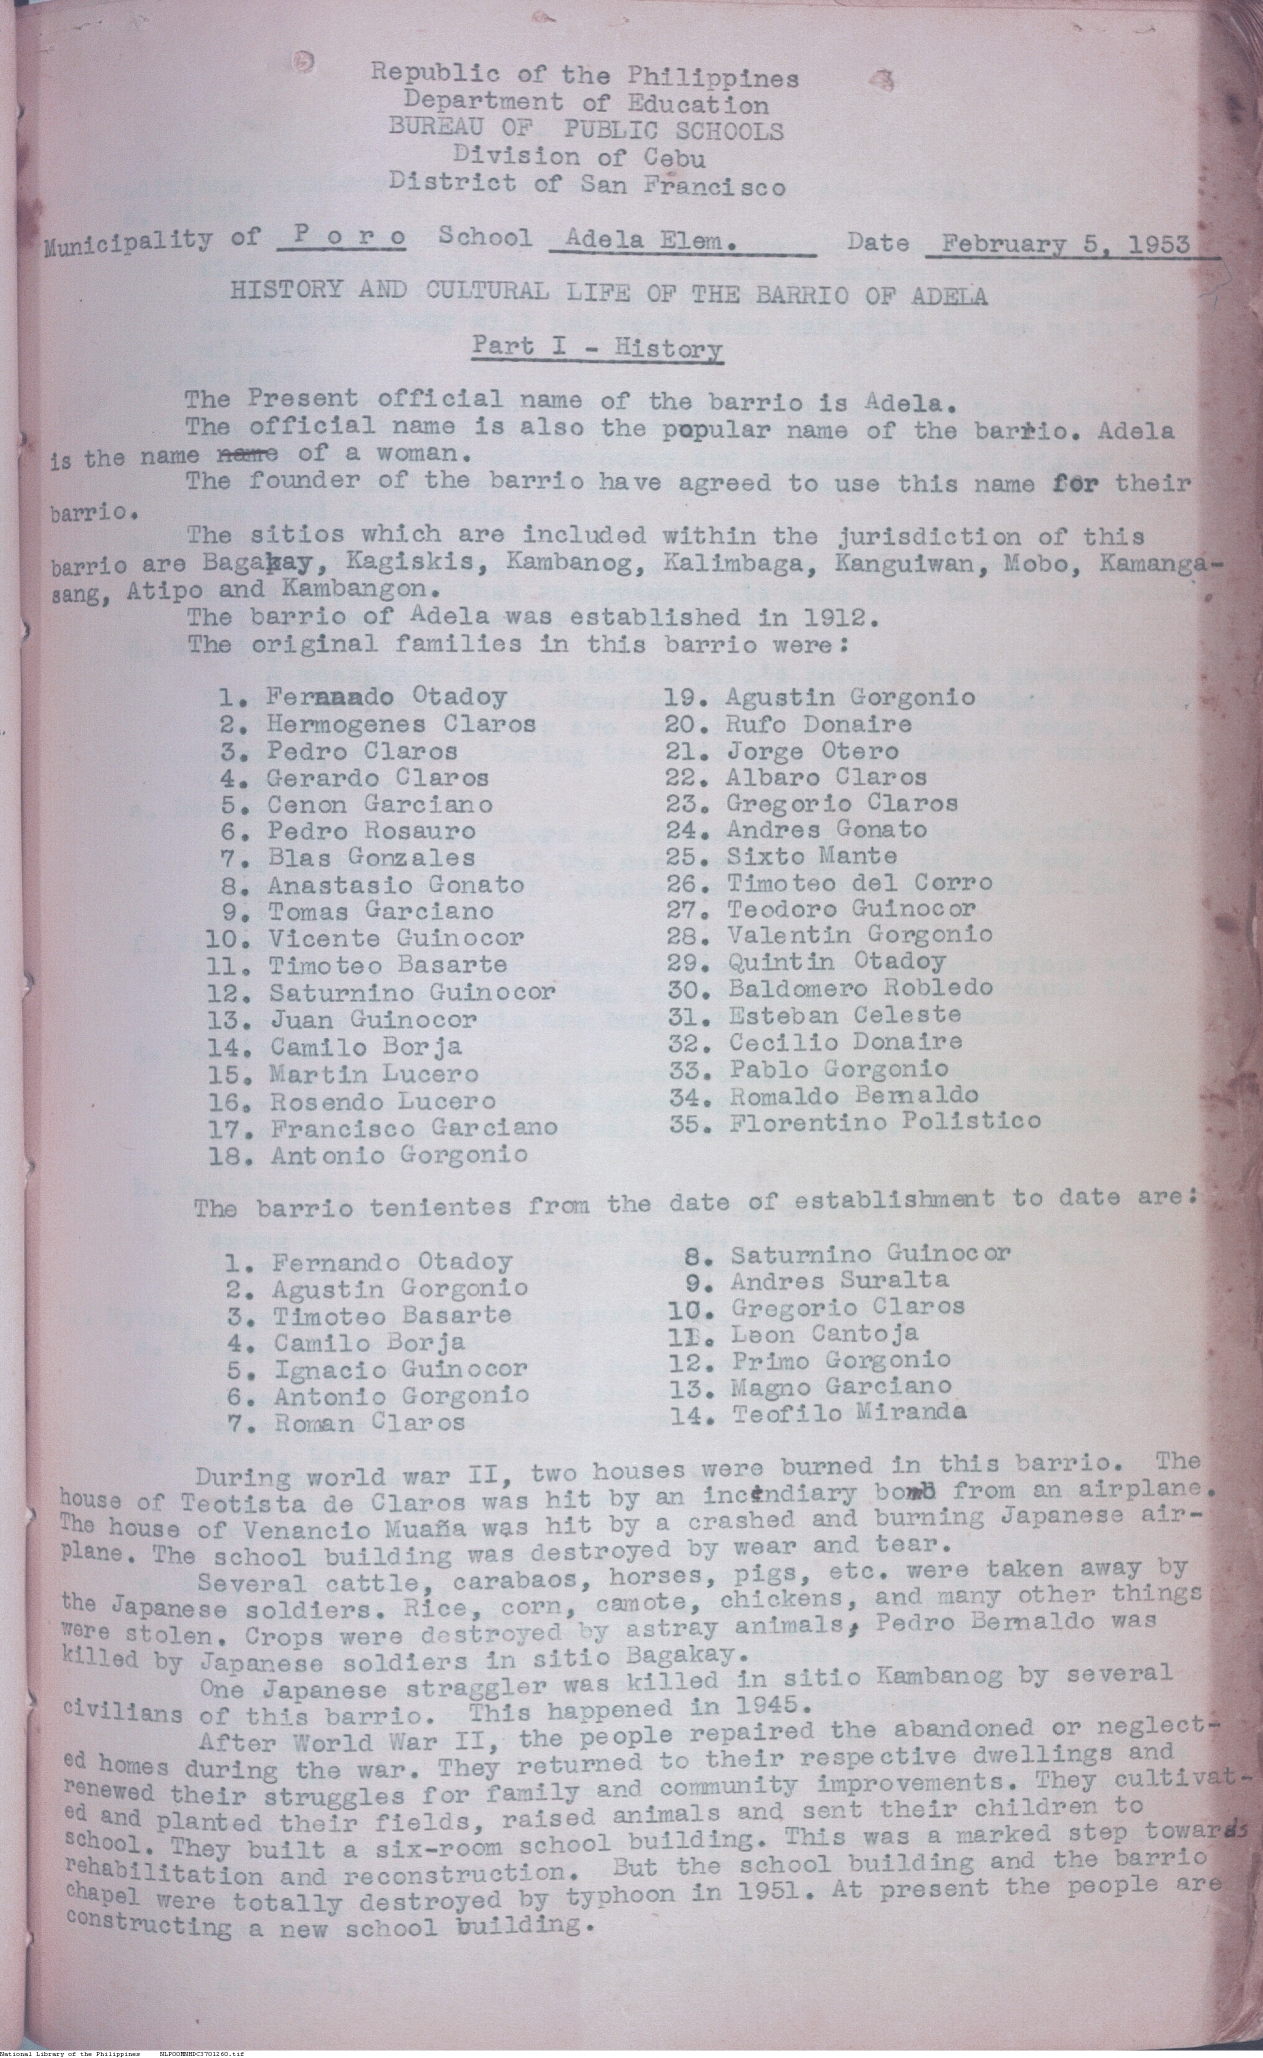 Republic of the Philippines
Department of Education
BUREAU OF PUBLIC SCHOOLS
Division of Cebu
District of San Francisco
Municipality of P o r o School Adela Elem. Date February 5, 1953
HISTORY AND CULTURAL LIFE OF THE BARRIO OF ADELA
Part I - History
The Present official name of the barrio is Adela.
The official name is also the popular name of the barrio. Adela
is the name name of a woman.
The founder of the barrio have agreed to use this name for their
barrio.
The sitios which are included within the jurisdiction of this
barrio are Bagakay, Kagiskis, Kambanog, Kalimbaga, Kanguiwan, Mobo, Kamanga-
sang, Atipo and Kambangon.
The barrio of Adela was established in 1912.
The original families in this barrio were:
1. Fernando Otadoy
2. Hermogenes Claros
3. Pedro Claros
4. Gerardo Claros
5. Cenon Garciano
6. Pedro Rosauro
7. Blas Gonzales
8. Anastasio Gonato
9. Tomas Garciano
10. Vicente Guinocor
11. Timoteo Basarte
12. Saturnino Guinocor
13. Juan Guinocor
14. Camilo Borja
15. Martin Lucero
16. Rosendo Lucero
17. Francisco Garciano
18. Antonio Gorgonio
19. Agustin Gorgonio
20. Rufo Donaire
21. Jorge Otero
22. Albaro Claros
23. Gregorio Claros
24. Andres Gonato
25. Sixto Mante
26. Timoteo del Corro
27. Teodoro Guinocor
28. Valentin Gorgonio
29. Quintin Otadoy
30. Baldomero Robledo
31. Esteban Celeste
32. Cecilio Donaire
33. Pablo Gorgonio
34. Romaldo Bernaldo
35. Florentino Polistico
The barrio tenientes from the date of establishment to date are:
1. Fernando Otadoy
2. Agustin Gorgonio
3. Timoteo Basarte
4. Camilo Borja
5. Ignacio Guinocor
6. Antonio Gorgonio
7. Roman Claros
8. Saturnino Guinocor
9. Andres Suralta
10. Gregorio Claros
11. Leon Cantoja
12. Primo Gorgonio
13. Magno Garciano
14. Teofilo Miranda
During world war II, two houses were burned in this barrio. The
house of Teotista de Claros was hit by an incendiary bomb from an airplane.
The house of Venancio Muaña was hit by a crashed and burning Japanese air-
plane. The school building was destroyed by wear and tear.
Several cattle, carabaos, horses, pigs, etc. were taken away by
the Japanese soldiers. Rice, corn, camote, chickens, and many other things
were stolen. Crops were destroyed by astray animals, Pedro Bernaldo was
killed by Japanese soldiers in sitio Bagakay.
One Japanese straggler was killed in sitio Kambanog by several
civilians of this barrio. This happened in 1945.
After World War II, the people repaired the abandoned or neglect-
ed homes during the war. They returned to their respective dwellings and
renewed their struggles for family and community improvements. They cultivat-
ed and planted their fields, raised animals and sent their children to
school. They built a six-room school building. This was a marked step towards
rehabilitation and reconstruction. But the school building and the barrio
chapel were totally destroyed by typhoon in 1951. At present the people are
constructing a new school building.
National Library of the Philippines NLP00MNHDC3701260.tif